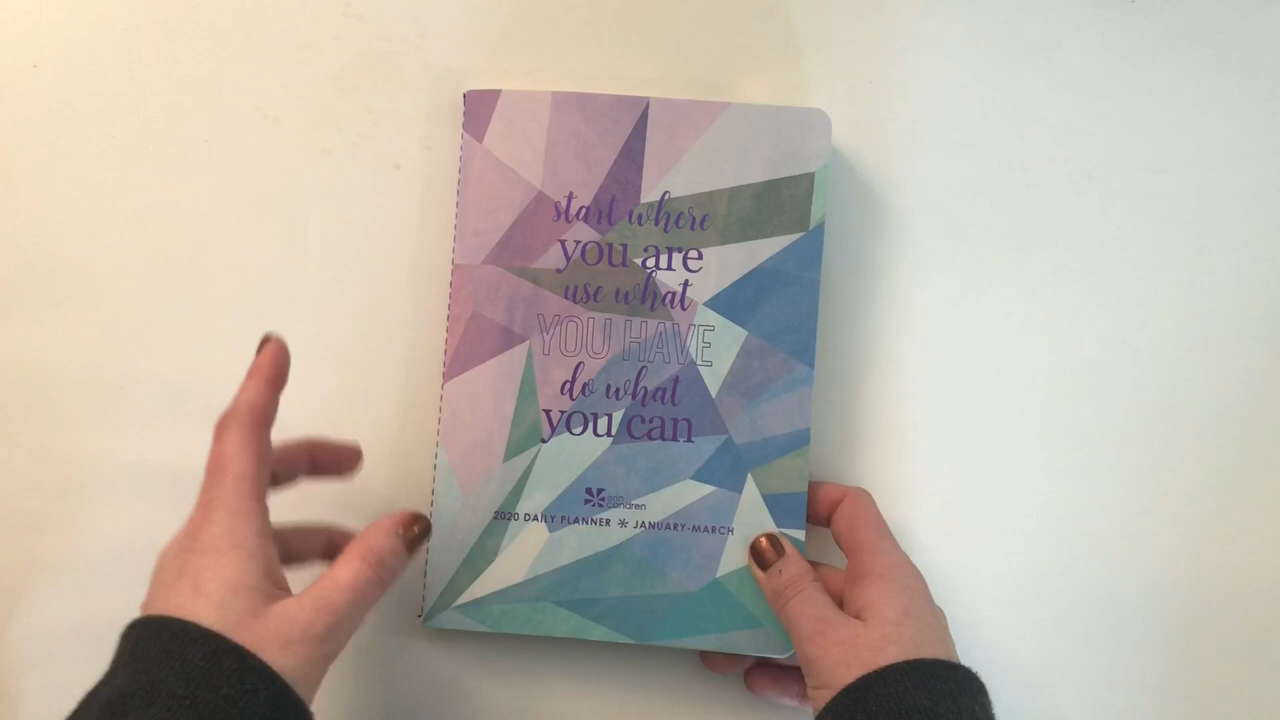 start where
you are
use what
YOU HAVE
do what
you can
erin
condren
2020 DAILY PLANNER * JANUARY-MARCH